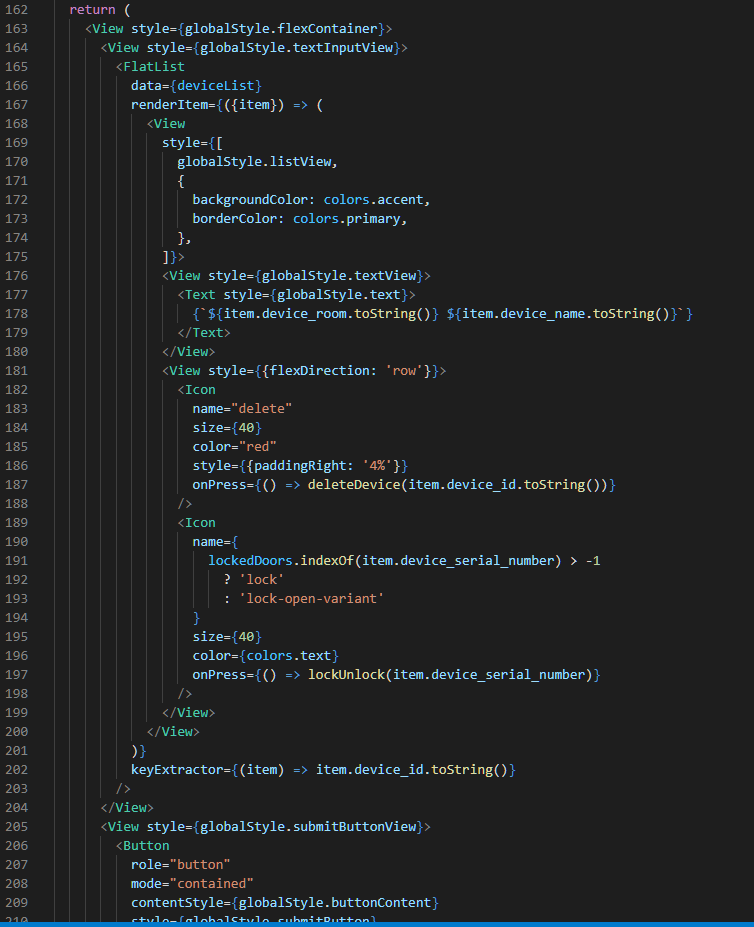 162 return (
163 <View style={globalStyle.flexContainer}>
164 <View style={globalStyle.textInputView}>
165 <FlatList
166 data={deviceList}
167 renderItem={({item}) => (
168 <View
169 style={[
170 globalStyle.listView,
171 {
172 backgroundColor: colors.accent,
173 borderColor: colors.primary,
174 },
175 ]}>
176 <View style={globalStyle.textView}>
177 <Text style={globalStyle.text}>
178 {`${item.device_room.toString()} ${item.device_name.toString()}`}
179 </Text>
180 </View>
181 <View style={{flexDirection: 'row'}}>
182 <Icon
183 name="delete"
184 size={40}
185 color="red"
186 style={{paddingRight: '4%'}}
187 onPress={() => deleteDevice(item.device_id.toString())}
188 />
189 <Icon
190 name={
191 lockedDoors.indexOf(item.device_serial_number) > -1
192 ? 'lock'
193 : 'lock-open-variant'
194 }
195 size={40}
196 color={colors.text}
197 onPress={() => lockUnlock(item.device_serial_number)}
198 />
199 </View>
200 </View>
201 )}
202 keyExtractor={(item) => item.device_id.toString()}
203 />
204 </View>
205 <View style={globalStyle.submitButtonView}>
206 <Button
207 role="button"
208 mode="contained"
209 contentStyle={globalStyle.buttonContent}
210 style={globalStyle.submitButton}